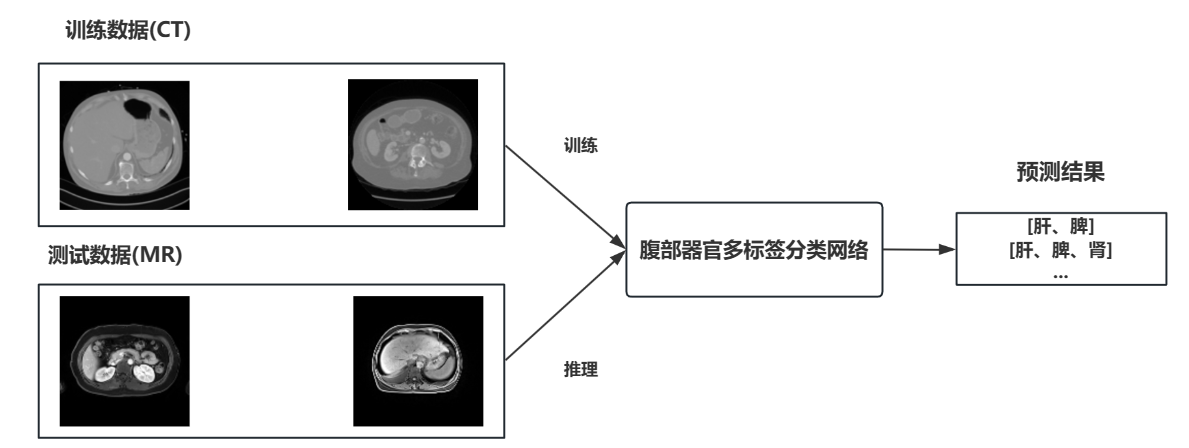 训练数据(CT)
训练
预测结果
[肝、脾]
腹部器官多标签分类网络
[肝、脾、肾]
...
测试数据(MR)
推理